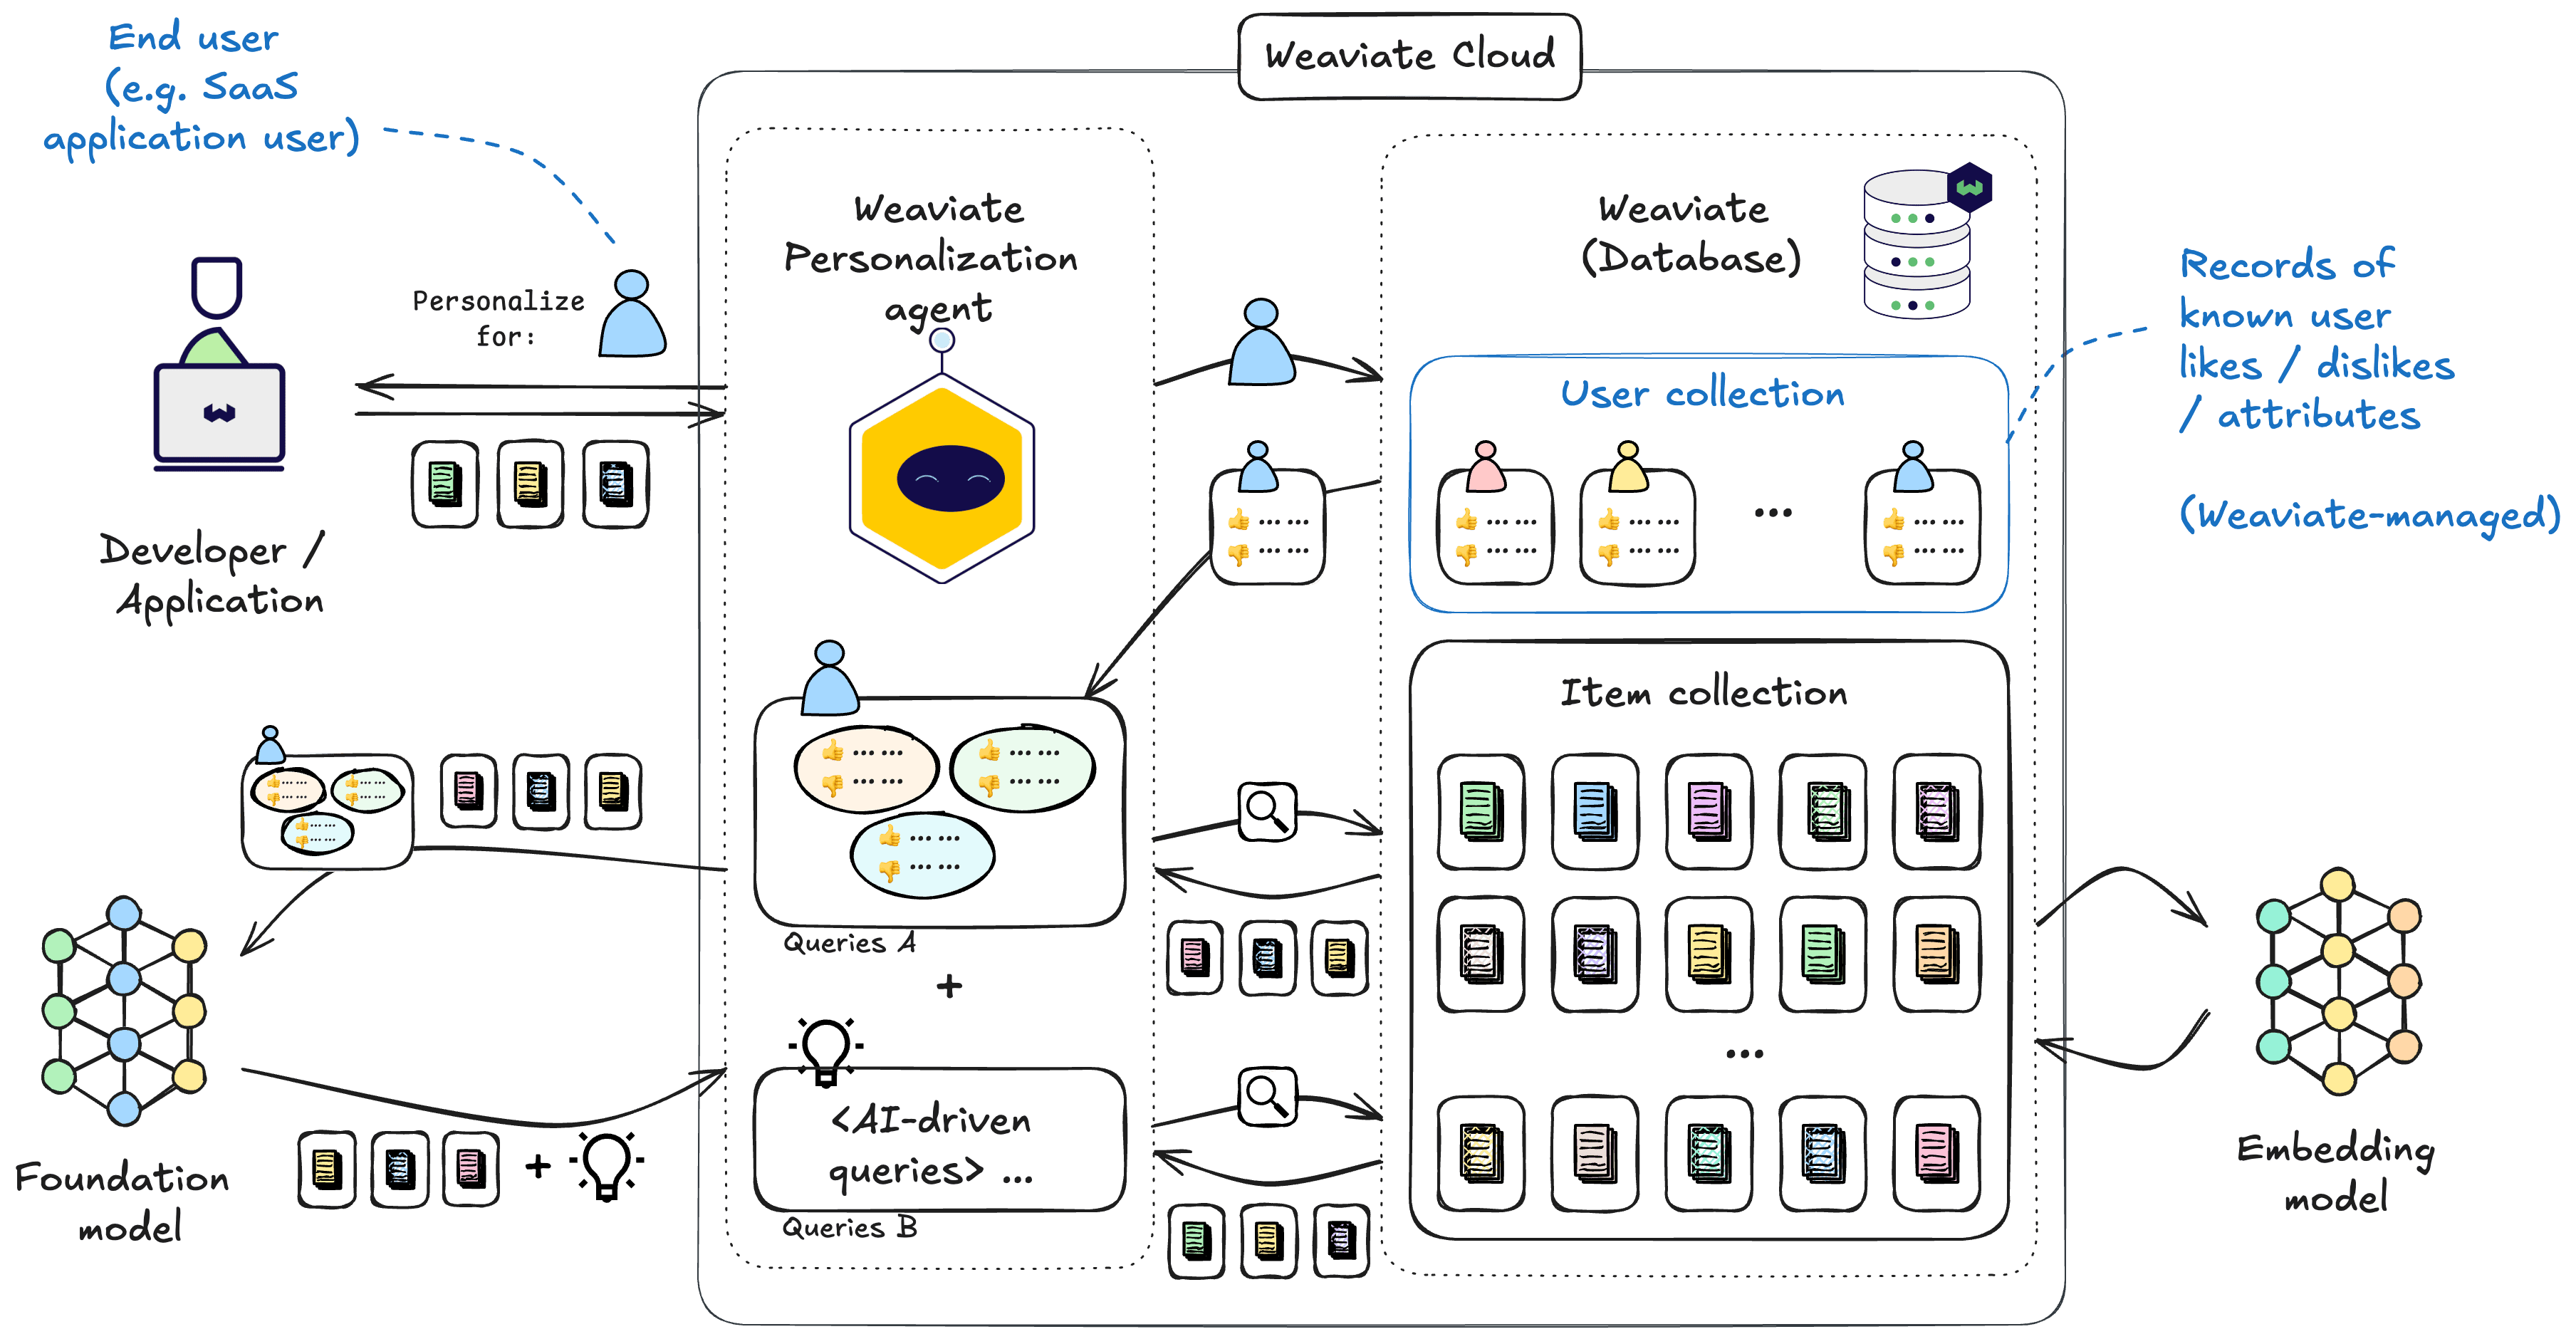 End user
(e.g. SaaS
application user)
Weaviate Cloud
Personalize
for:
Developer /
Application
Weaviate
Personalization
agent
Weaviate
(Database)
User collection
... ...
... ...
... ...
... ...
...
... ...
... ...
... ...
... ...
Records of
known user
likes / dislikes
/ attributes
(Weaviate-managed)
Item collection
...
... ...
... ...
... ...
... ...
... ...
... ...
Queries A
+
<AI-driven
queries> ...
Queries B
... ...
... ...
... ...
... ...
... ...
... ...
Foundation
model
+
Embedding
model